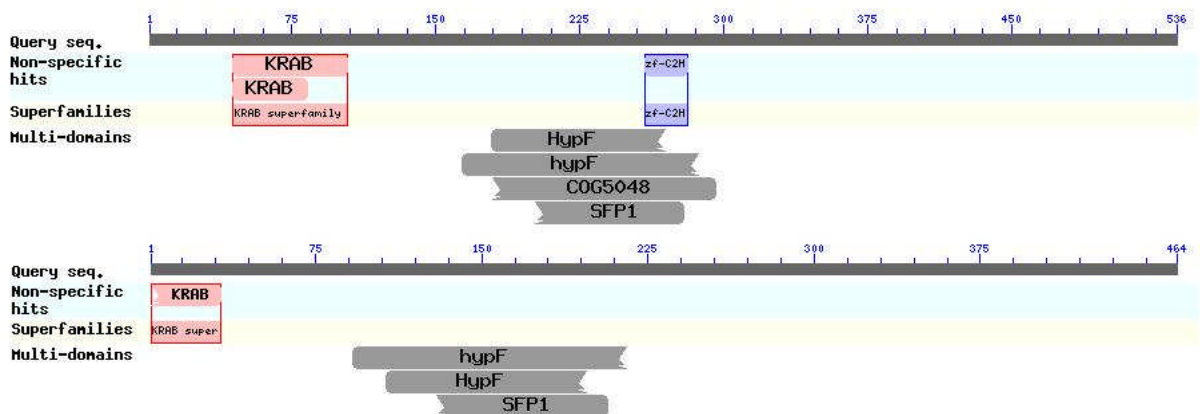 1 75 150 225 300 375 450 536
Query seq.
Non-specific hits
KRAB
zf-C2H
KRAB
Superfamilies
KRAB superfamily
zf-C2H
Multi-domains
HypF
hypF
COG5048
SFP1
1 75 150 225 300 375 464
Query seq.
Non-specific hits
KRAB
Superfamilies
KRAB super
Multi-domains
hypF
HypF
SFP1